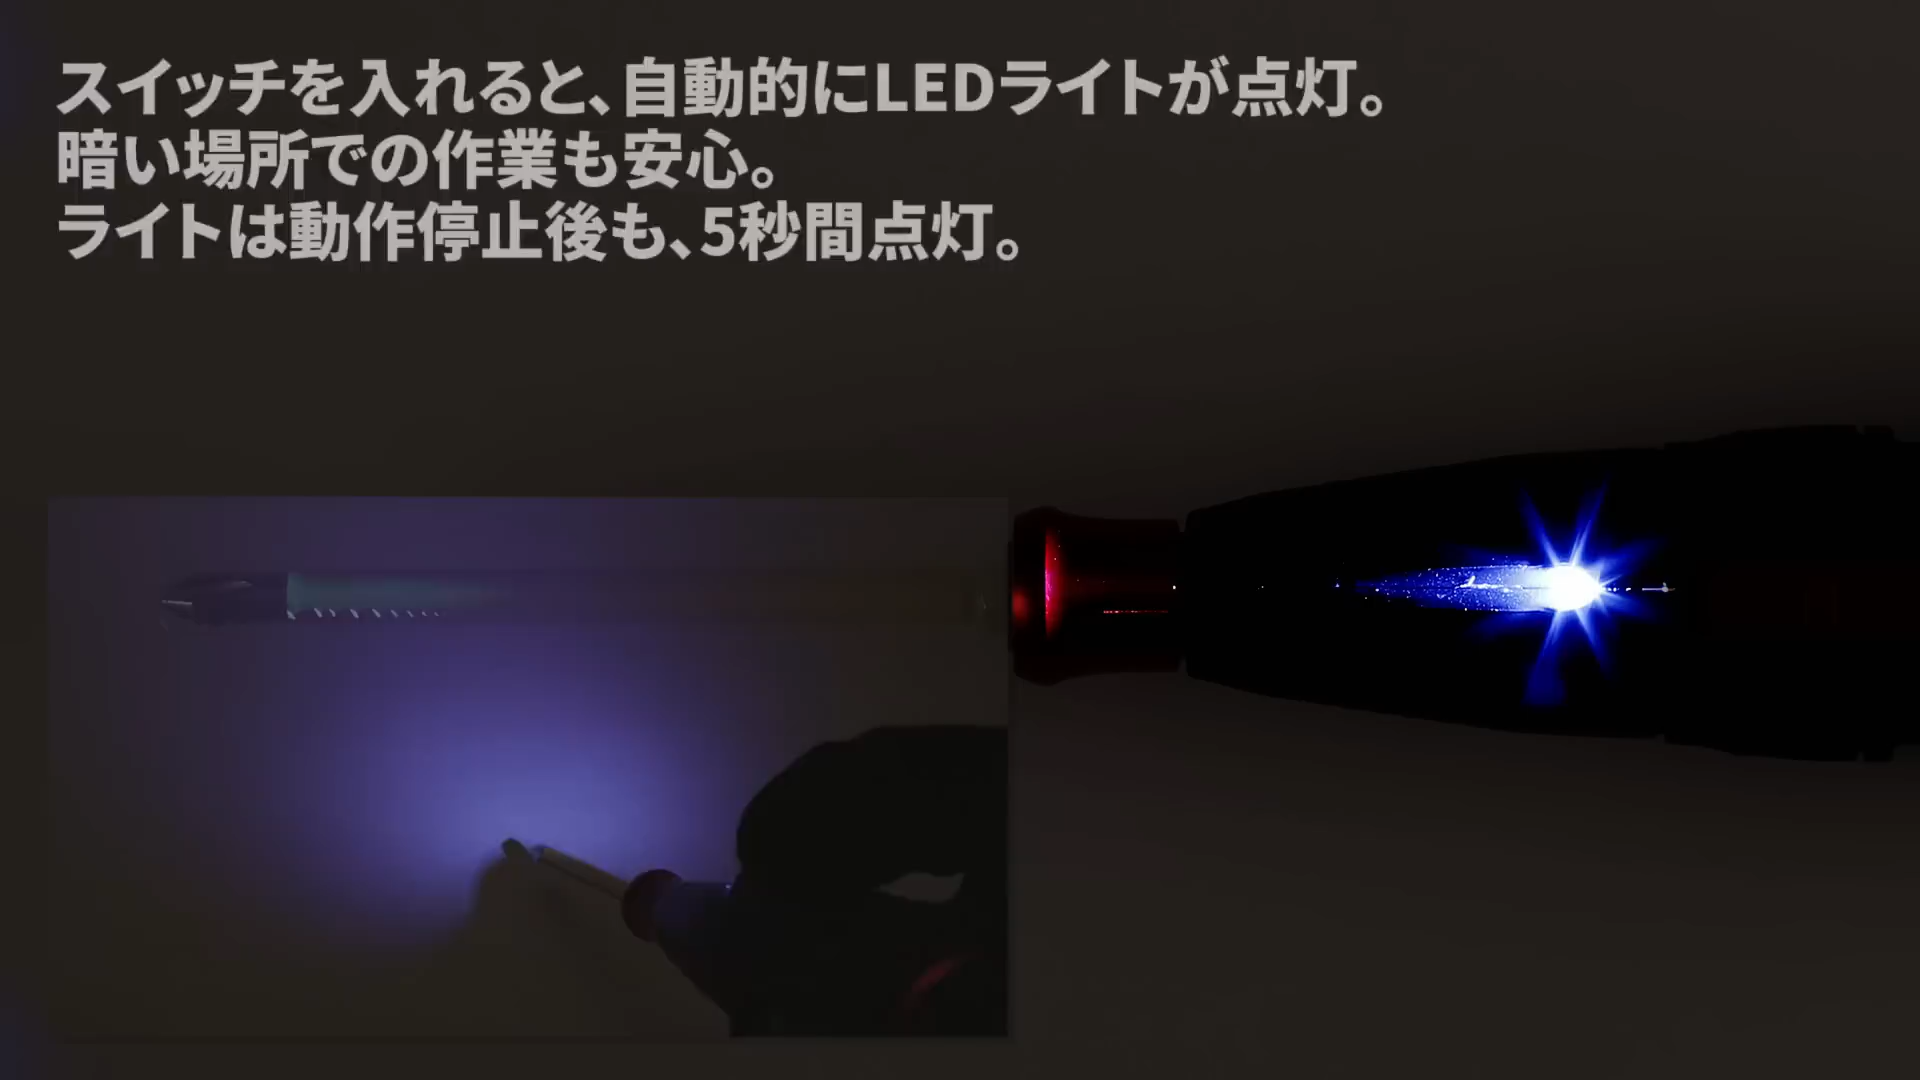 スイッチを入れると、自動的にLEDライトが点灯。
暗い場所での作業も安心。
ライトは動作停止後も、5秒間点灯。